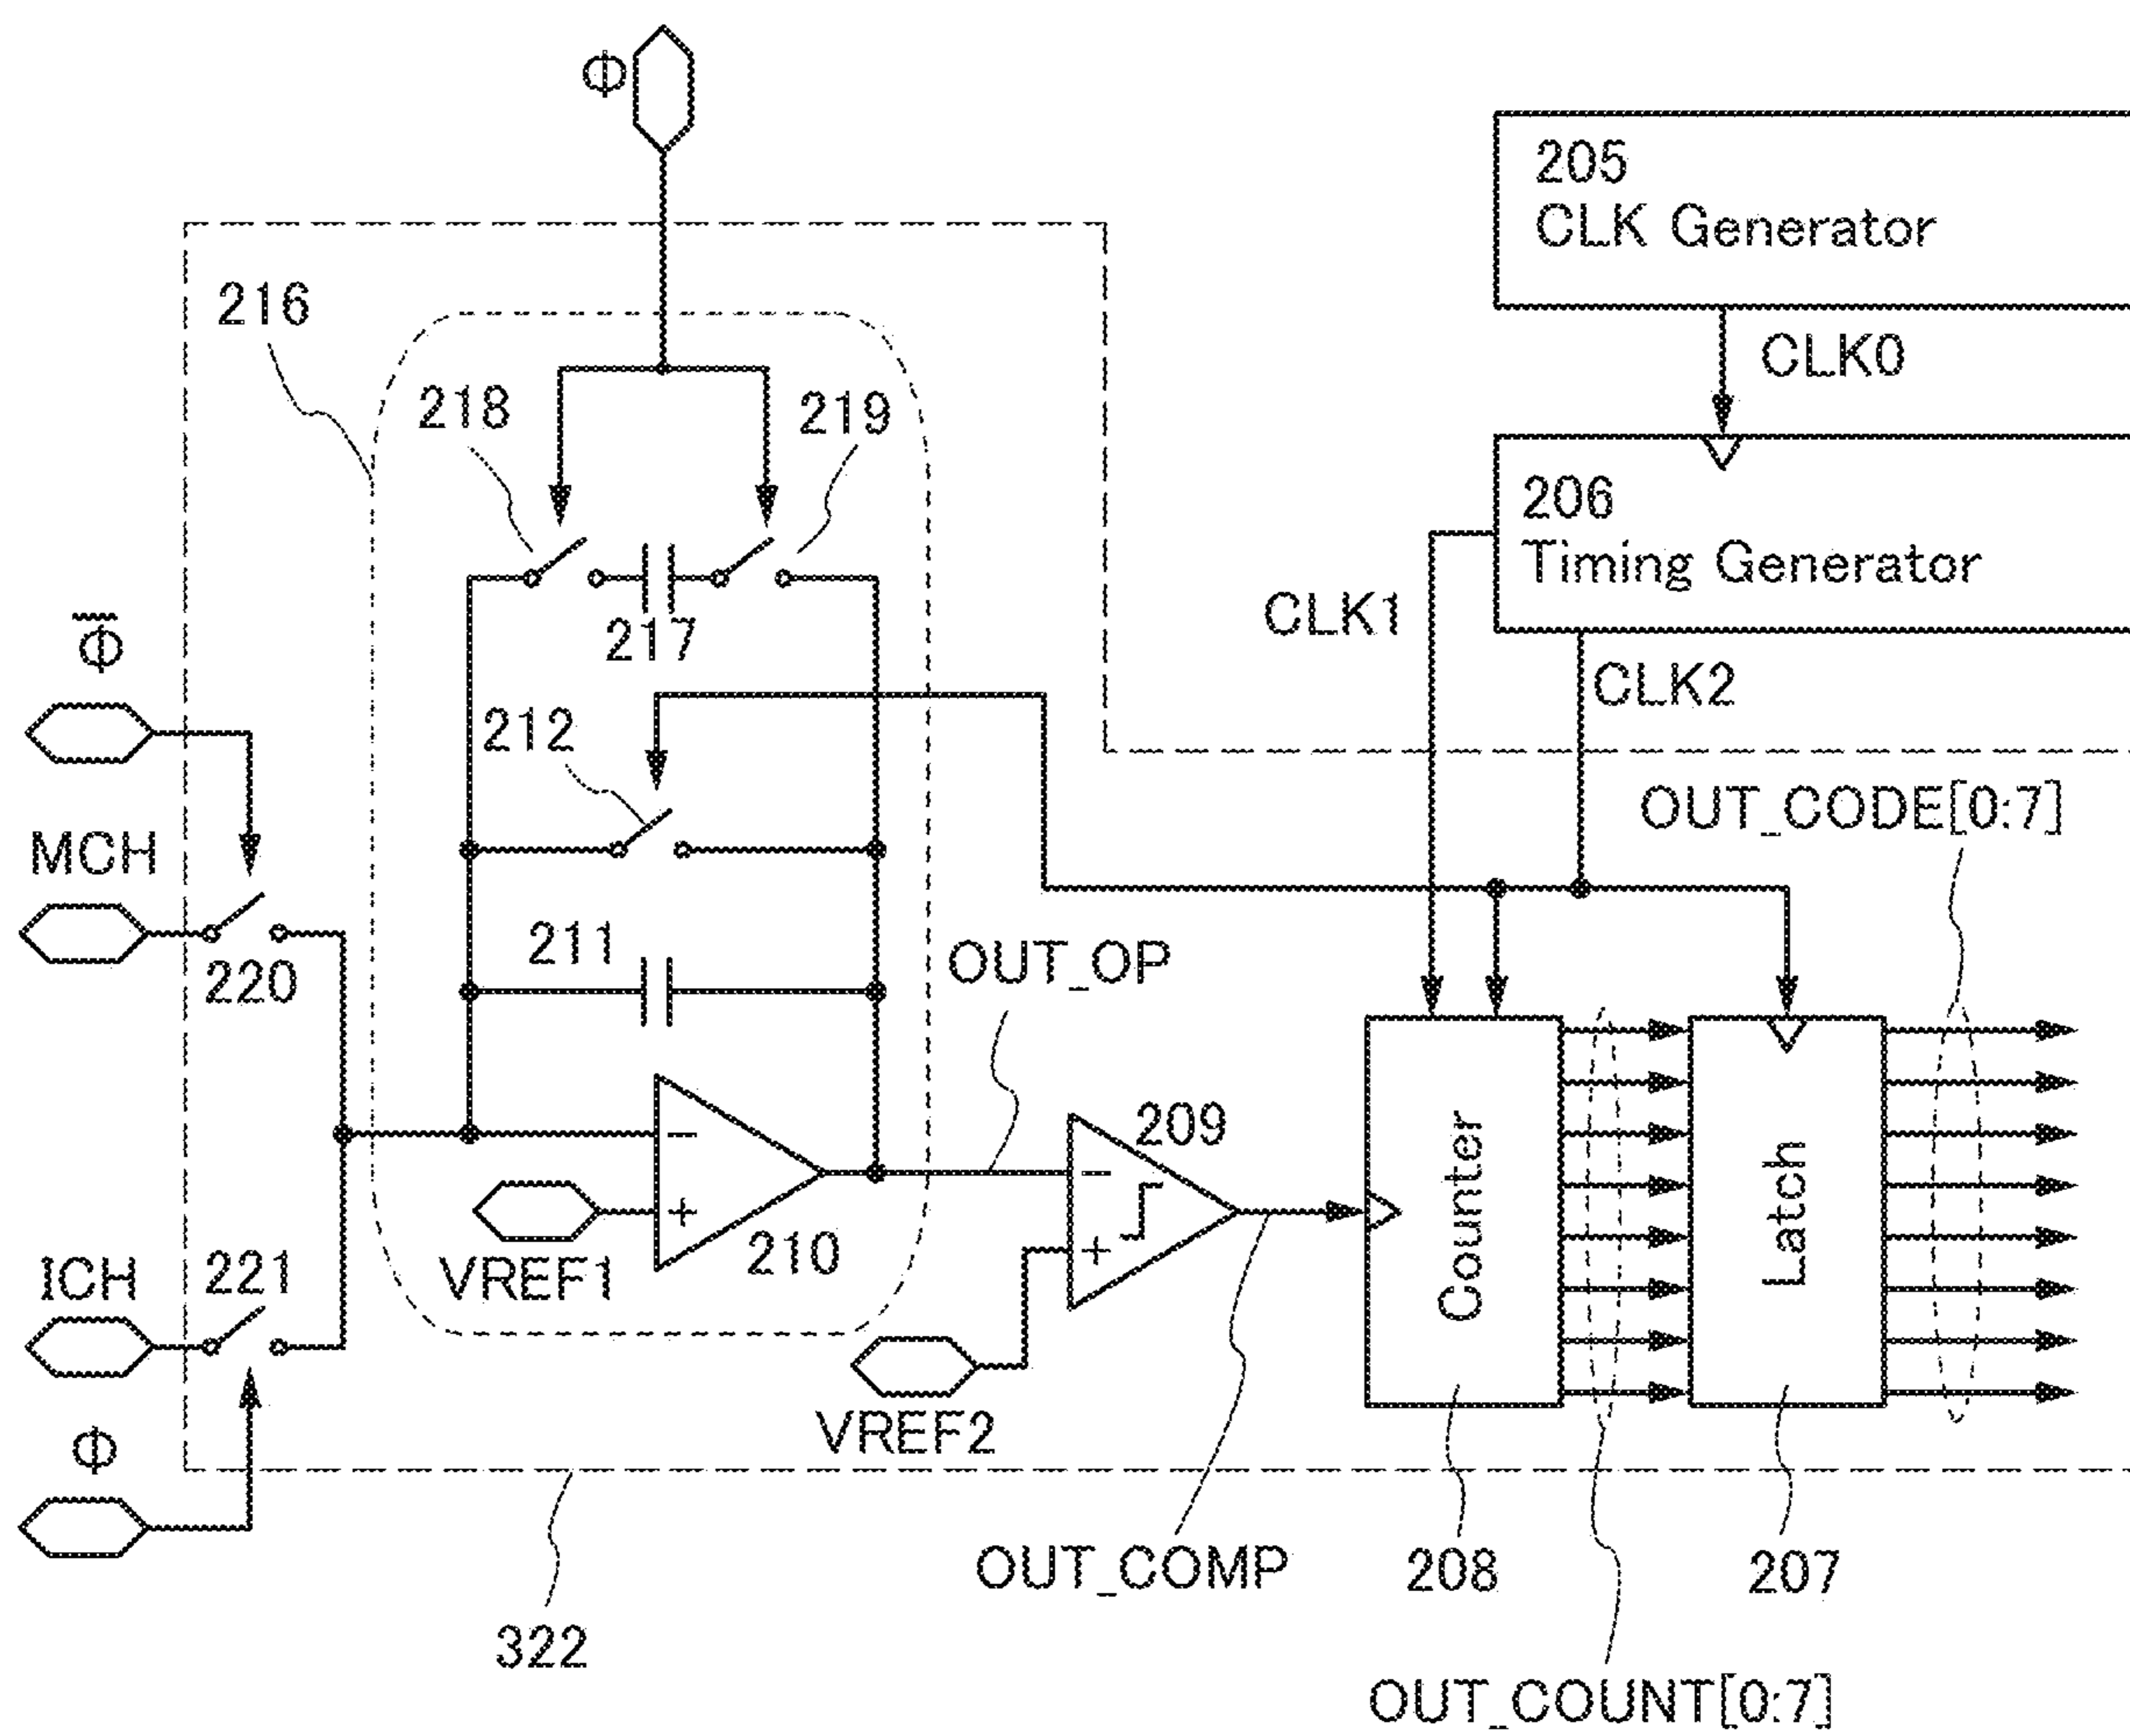 Φ
205
CLK Generator
CLK0
216
218
219
206
Timing Generator
217
CLK1
CLK2
Φ̅
212
OUT_CODE[0:7]
MCH
220
211
OUT_OP
209
−
+
VREF1
210
−
+
Counter
Latch
ICH
221
VREF2
Φ
OUT_COMP
208
207
322
OUT_COUNT[0:7]